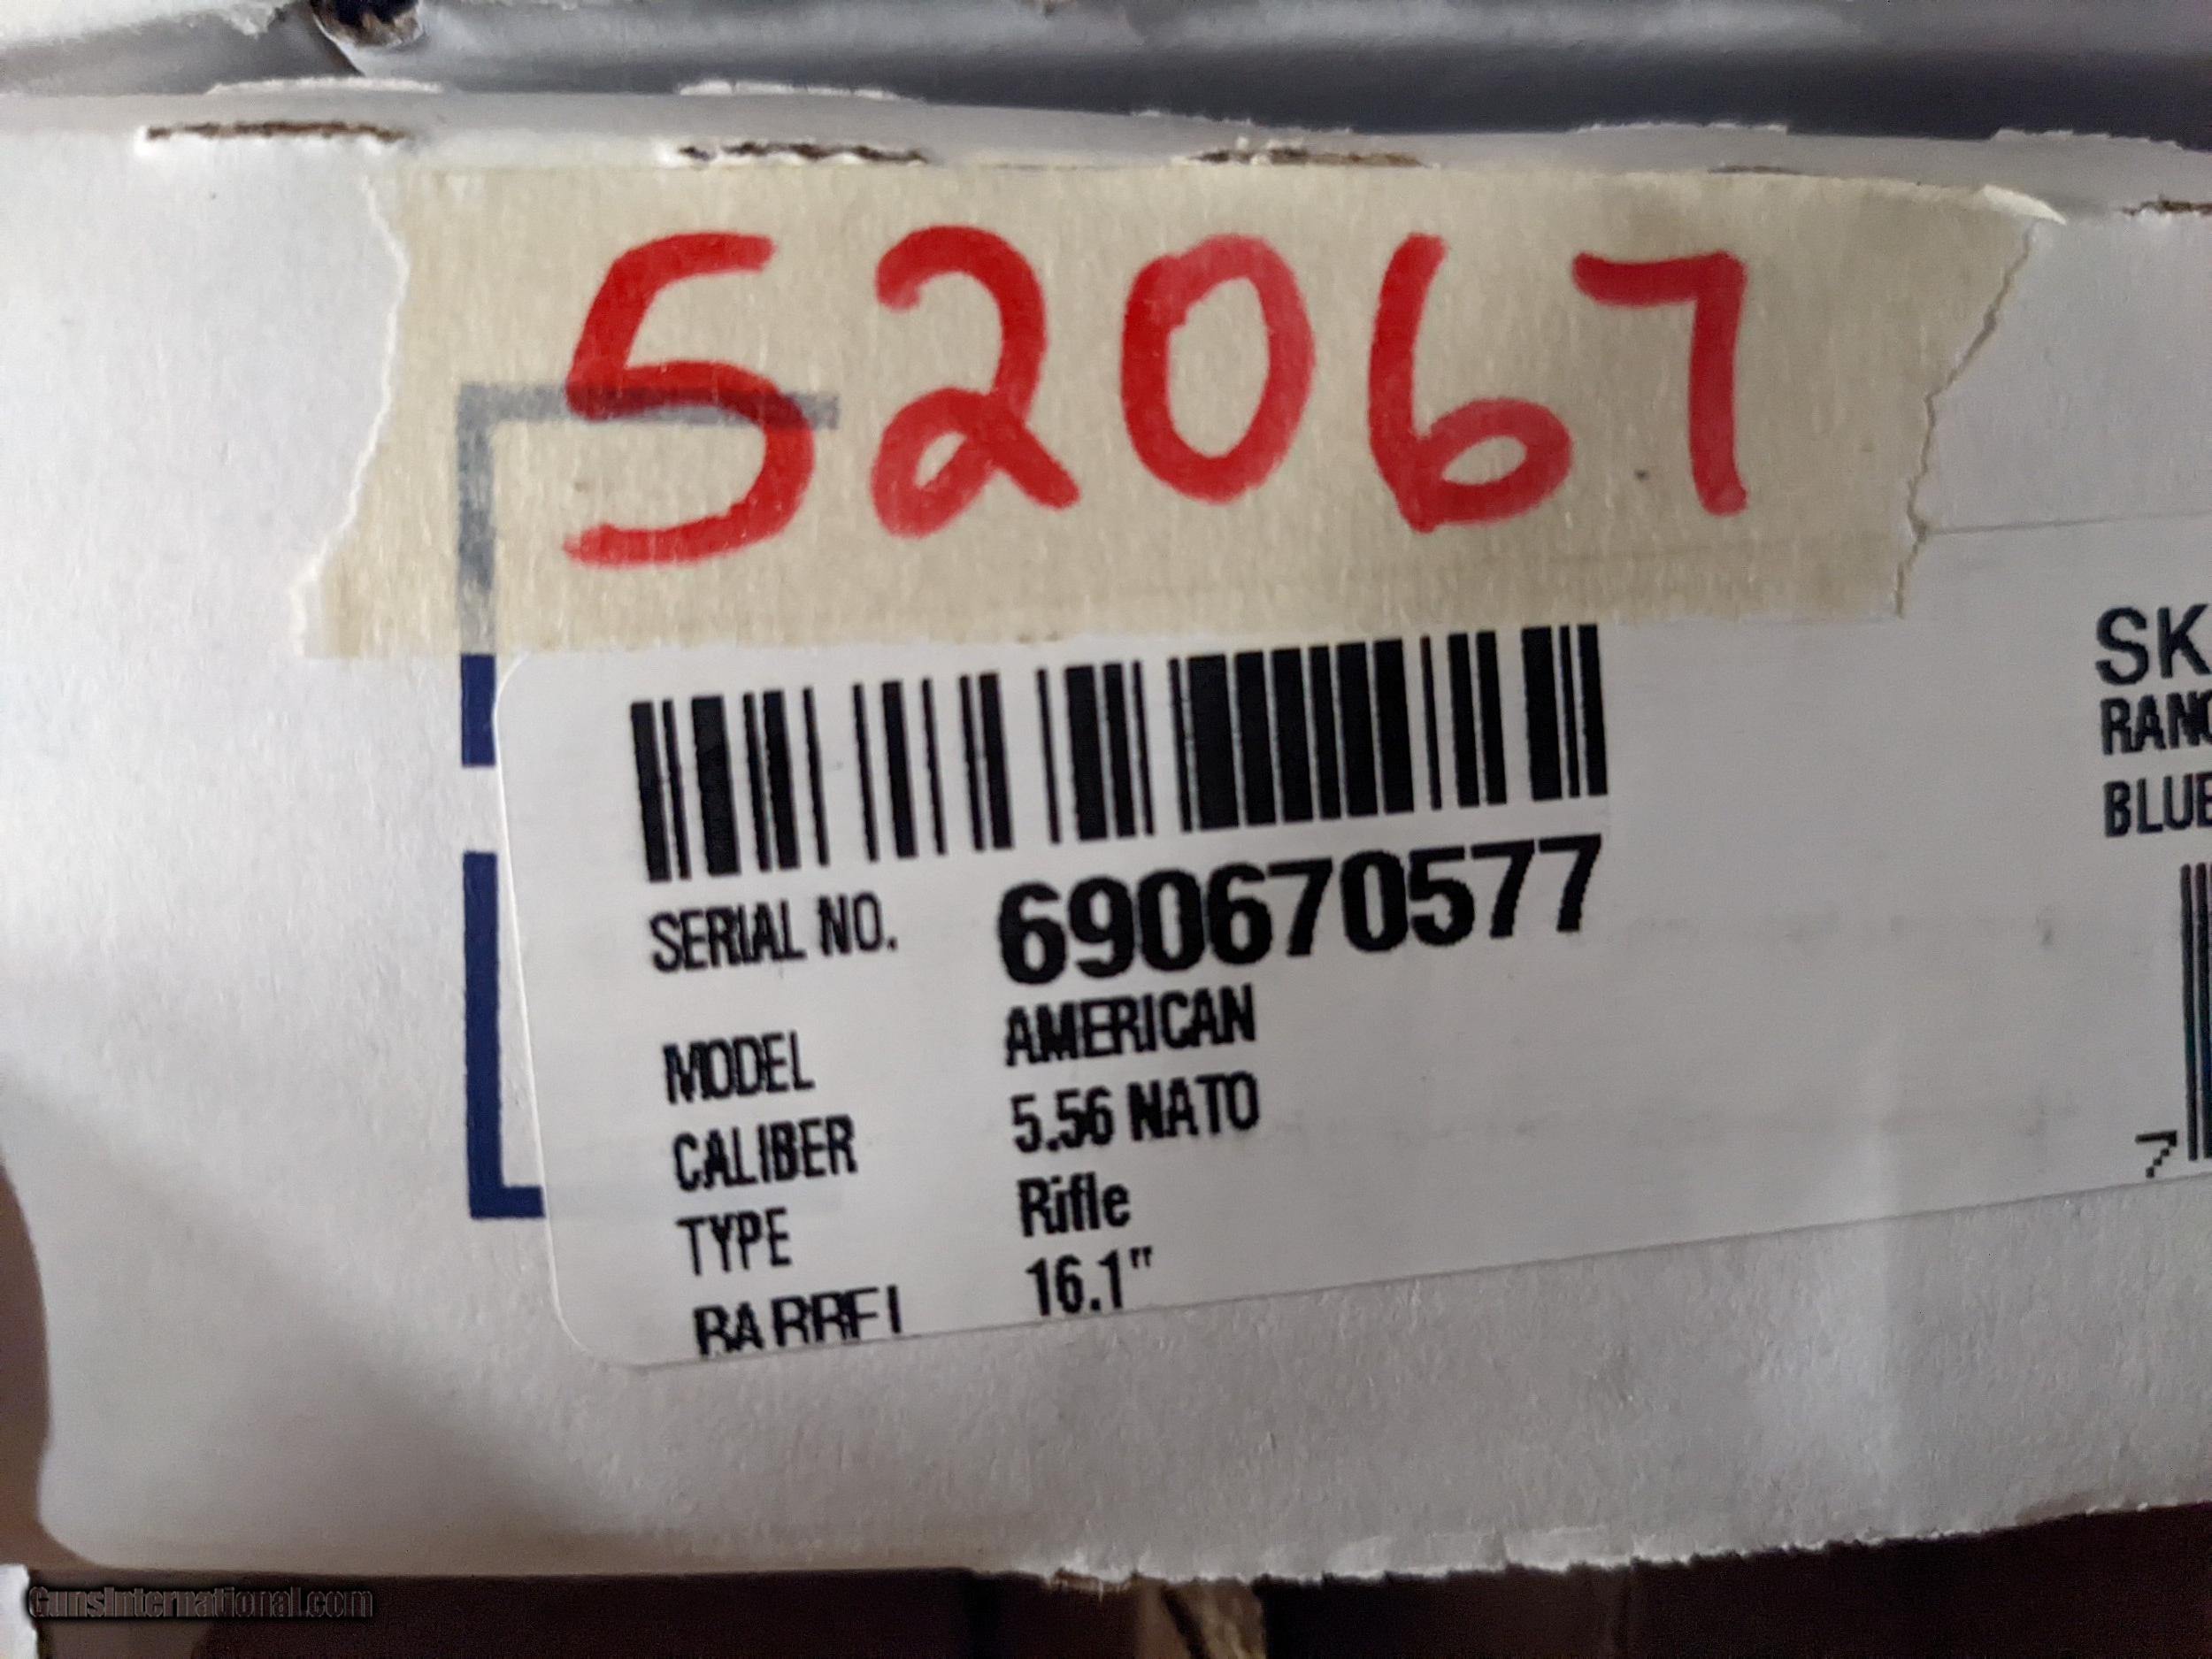 52067
SERIAL NO. 690670577
MODEL AMERICAN
CALIBER 5.56 NATO
TYPE Rifle
BARREL 16.1"
SK
RANG
BLUE
7
GunsInternational.com